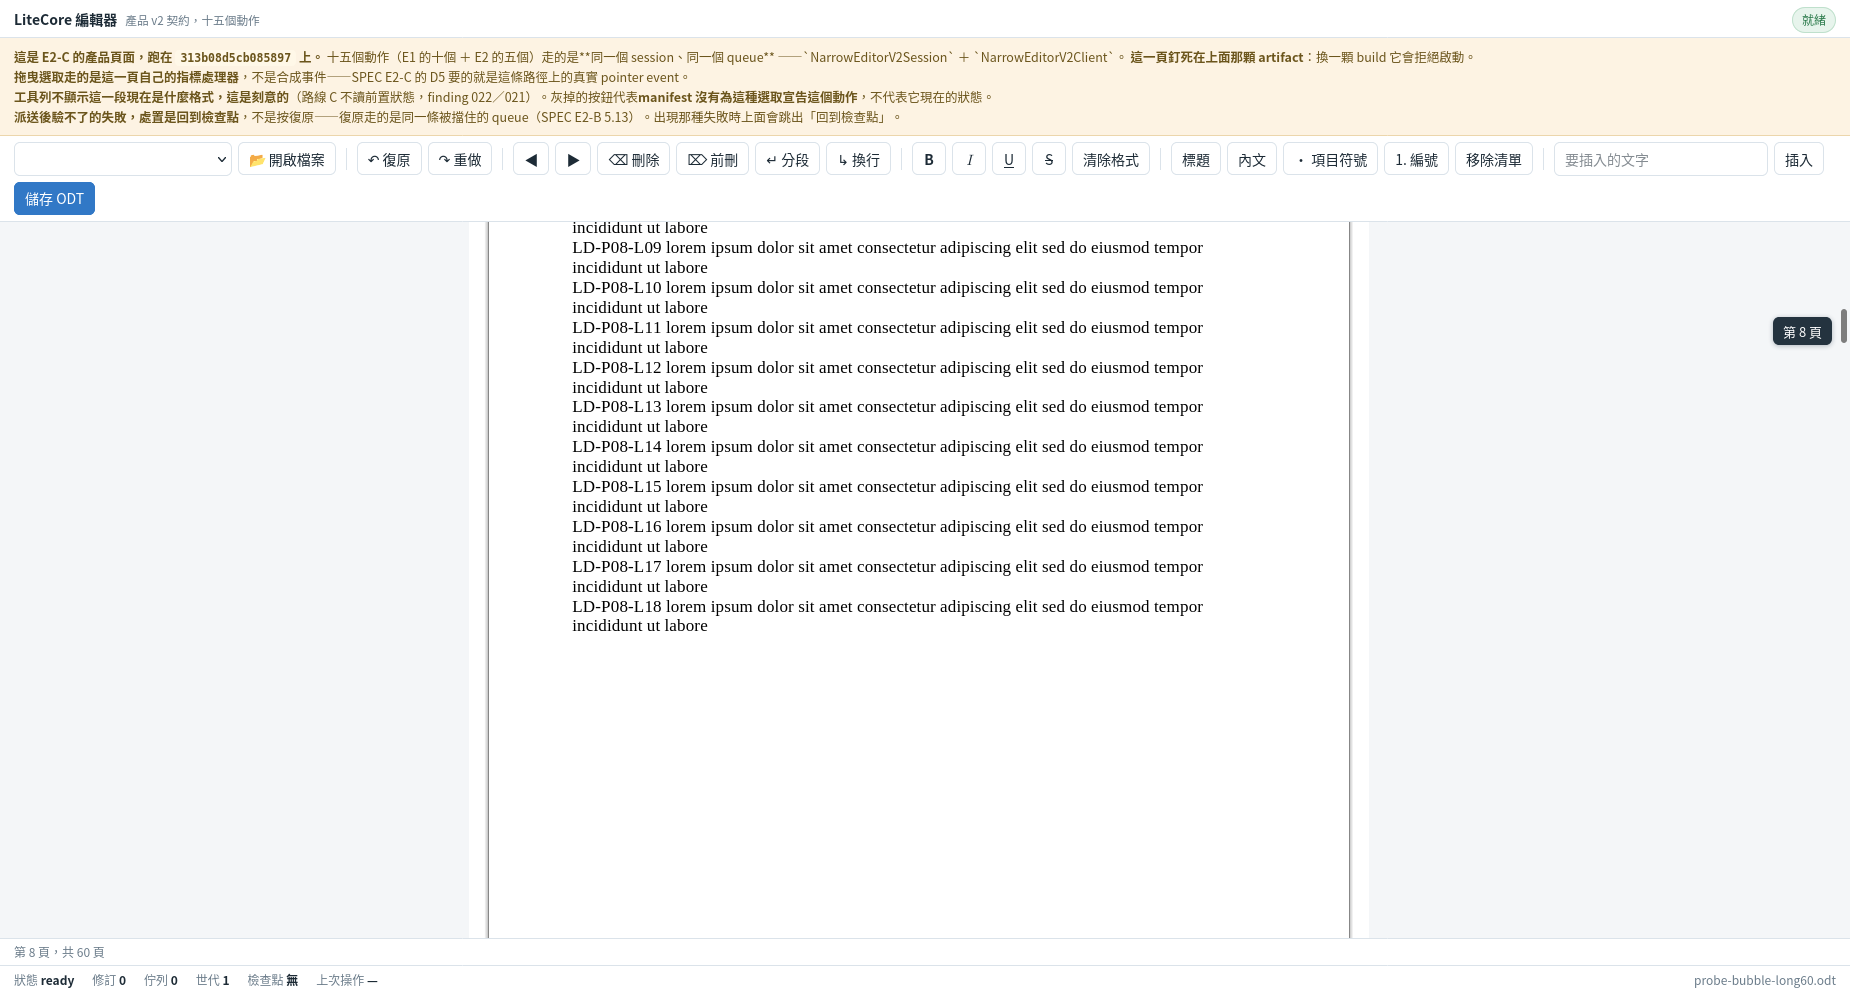 LiteCore 編輯器 產品 v2 契約，十五個動作 就緒
這是 E2-C 的產品頁面，跑在 313b08d5cb085897 上。 十五個動作（E1 的十個 ＋ E2 的五個）走的是**同一個 session、同一個 queue** ——`NarrowEditorV2Session` ＋ `NarrowEditorV2Client`。 這一頁釘死在上面那顆 artifact：換一顆 build 它會拒絕啟動。
拖曳選取走的是這一頁自己的指標處理器，不是合成事件——SPEC E2-C 的 D5 要的就是這條路徑上的真實 pointer event。
工具列不顯示這一段現在是什麼格式，這是刻意的（路線 C 不讀前置狀態，finding 022／021）。灰掉的按鈕代表manifest 沒有為這種選取宣告這個動作，不代表它現在的狀態。
派送後驗不了的失敗，處置是回到檢查點，不是按復原——復原走的是同一條被擋住的 queue（SPEC E2-B 5.13）。出現那種失敗時上面會跳出「回到檢查點」。
📂 開啟檔案 ↶ 復原 ↷ 重做 ◀ ▶ ⌫ 刪除 ⌦ 前刪 ↵ 分段 ↳ 換行 B I U S 清除格式 標題 內文 ・項目符號 1. 編號 移除清單 要插入的文字 插入
儲存 ODT
incididunt ut labore
LD-P08-L09 lorem ipsum dolor sit amet consectetur adipiscing elit sed do eiusmod tempor
incididunt ut labore
LD-P08-L10 lorem ipsum dolor sit amet consectetur adipiscing elit sed do eiusmod tempor
incididunt ut labore
LD-P08-L11 lorem ipsum dolor sit amet consectetur adipiscing elit sed do eiusmod tempor
incididunt ut labore
LD-P08-L12 lorem ipsum dolor sit amet consectetur adipiscing elit sed do eiusmod tempor
incididunt ut labore
LD-P08-L13 lorem ipsum dolor sit amet consectetur adipiscing elit sed do eiusmod tempor
incididunt ut labore
LD-P08-L14 lorem ipsum dolor sit amet consectetur adipiscing elit sed do eiusmod tempor
incididunt ut labore
LD-P08-L15 lorem ipsum dolor sit amet consectetur adipiscing elit sed do eiusmod tempor
incididunt ut labore
LD-P08-L16 lorem ipsum dolor sit amet consectetur adipiscing elit sed do eiusmod tempor
incididunt ut labore
LD-P08-L17 lorem ipsum dolor sit amet consectetur adipiscing elit sed do eiusmod tempor
incididunt ut labore
LD-P08-L18 lorem ipsum dolor sit amet consectetur adipiscing elit sed do eiusmod tempor
incididunt ut labore
第 8 頁
第 8 頁，共 60 頁
狀態 ready 修訂 0 佇列 0 世代 1 檢查點 無 上次操作 — probe-bubble-long60.odt